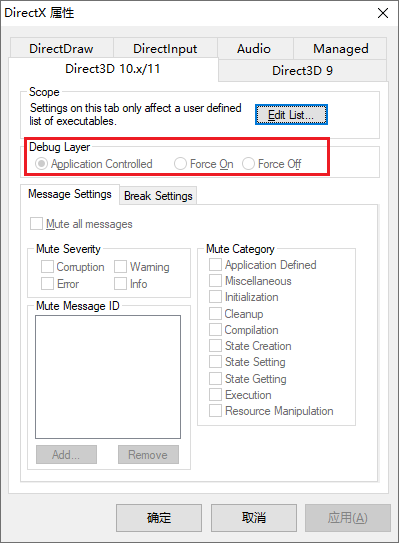 DirectX 属性
DirectDraw DirectInput Audio Managed
Direct3D 10.x/11 Direct3D 9
Scope
Settings on this tab only affect a user defined
list of executables.
Edit List...
Debug Layer
Application Controlled Force On Force Off
Message Settings Break Settings
Mute all messages
Mute Severity
Corruption Warning
Error Info
Mute Message ID
Add... Remove
Mute Category
Application Defined
Miscellaneous
Initialization
Cleanup
Compilation
State Creation
State Setting
State Getting
Execution
Resource Manipulation
确定 取消 应用(A)